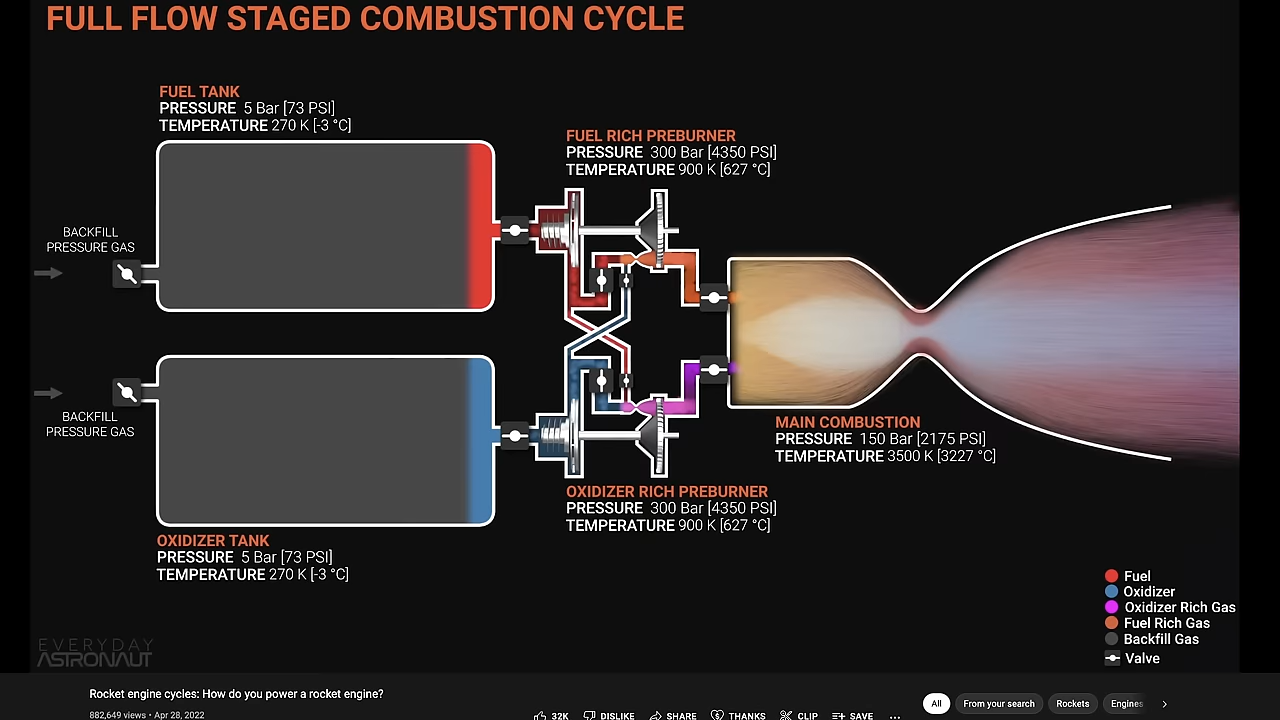 FULL FLOW STAGED COMBUSTION CYCLE
FUEL TANK
PRESSURE 5 Bar [73 PSI]
TEMPERATURE 270 K [-3 °C]
FUEL RICH PREBURNER
PRESSURE 300 Bar [4350 PSI]
TEMPERATURE 900 K [627 °C]
BACKFILL
PRESSURE GAS
BACKFILL
PRESSURE GAS
MAIN COMBUSTION
PRESSURE 150 Bar [2175 PSI]
TEMPERATURE 3500 K [3227 °C]
OXIDIZER RICH PREBURNER
PRESSURE 300 Bar [4350 PSI]
TEMPERATURE 900 K [627 °C]
OXIDIZER TANK
PRESSURE 5 Bar [73 PSI]
TEMPERATURE 270 K [-3 °C]
Fuel
Oxidizer
Oxidizer Rich Gas
Fuel Rich Gas
Backfill Gas
Valve
EVERYDAY
ASTRONAUT
Rocket engine cycles: How do you power a rocket engine?
882,649 views • Apr 28, 2022
32K DISLIKE SHARE THANKS CLIP SAVE ...
All From your search Rockets Engines